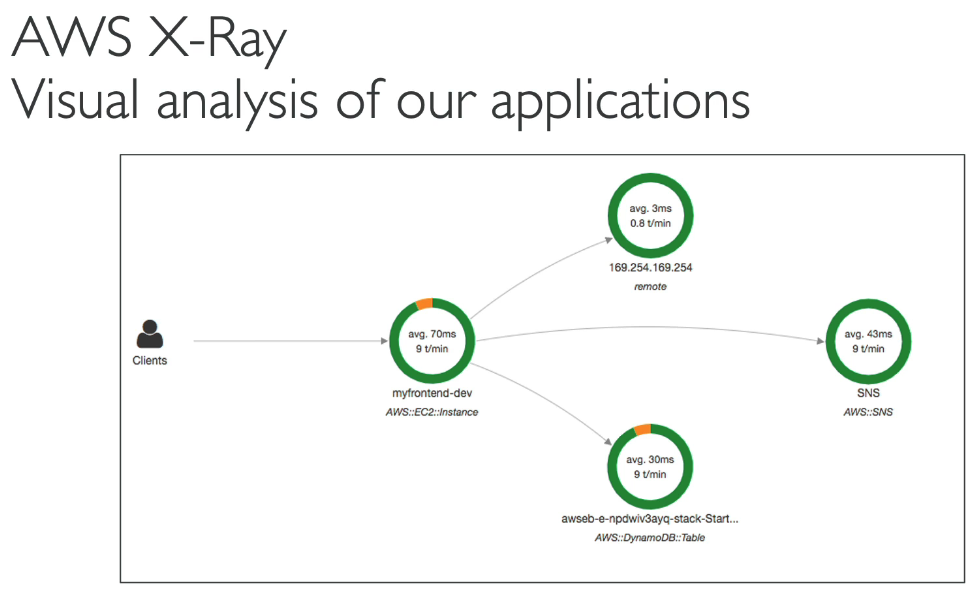 AWS X-Ray
Visual analysis of our applications
avg. 3ms
0.8 t/min
169.254.169.254
remote
Clients
avg. 70ms
9 t/min
myfrontend-dev
AWS::EC2::Instance
avg. 43ms
9 t/min
SNS
AWS::SNS
avg. 30ms
9 t/min
awseb-e-npdwiv3ayq-stack-Start...
AWS::DynamoDB::Table